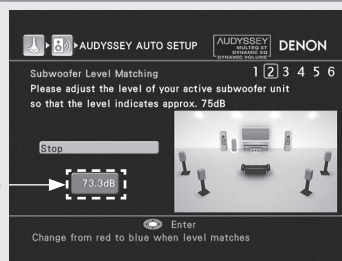 AUDYSSEY AUTO SETUP
AUDYSSEY
MULTEQ XT
DYNAMIC EQ
DYNAMIC VOLUME
DENON
Subwoofer Level Matching
1 2 3 4 5 6
Please adjust the level of your active subwoofer unit
so that the level indicates approx. 75dB
Stop
73.3dB
Enter
Change from red to blue when level matches